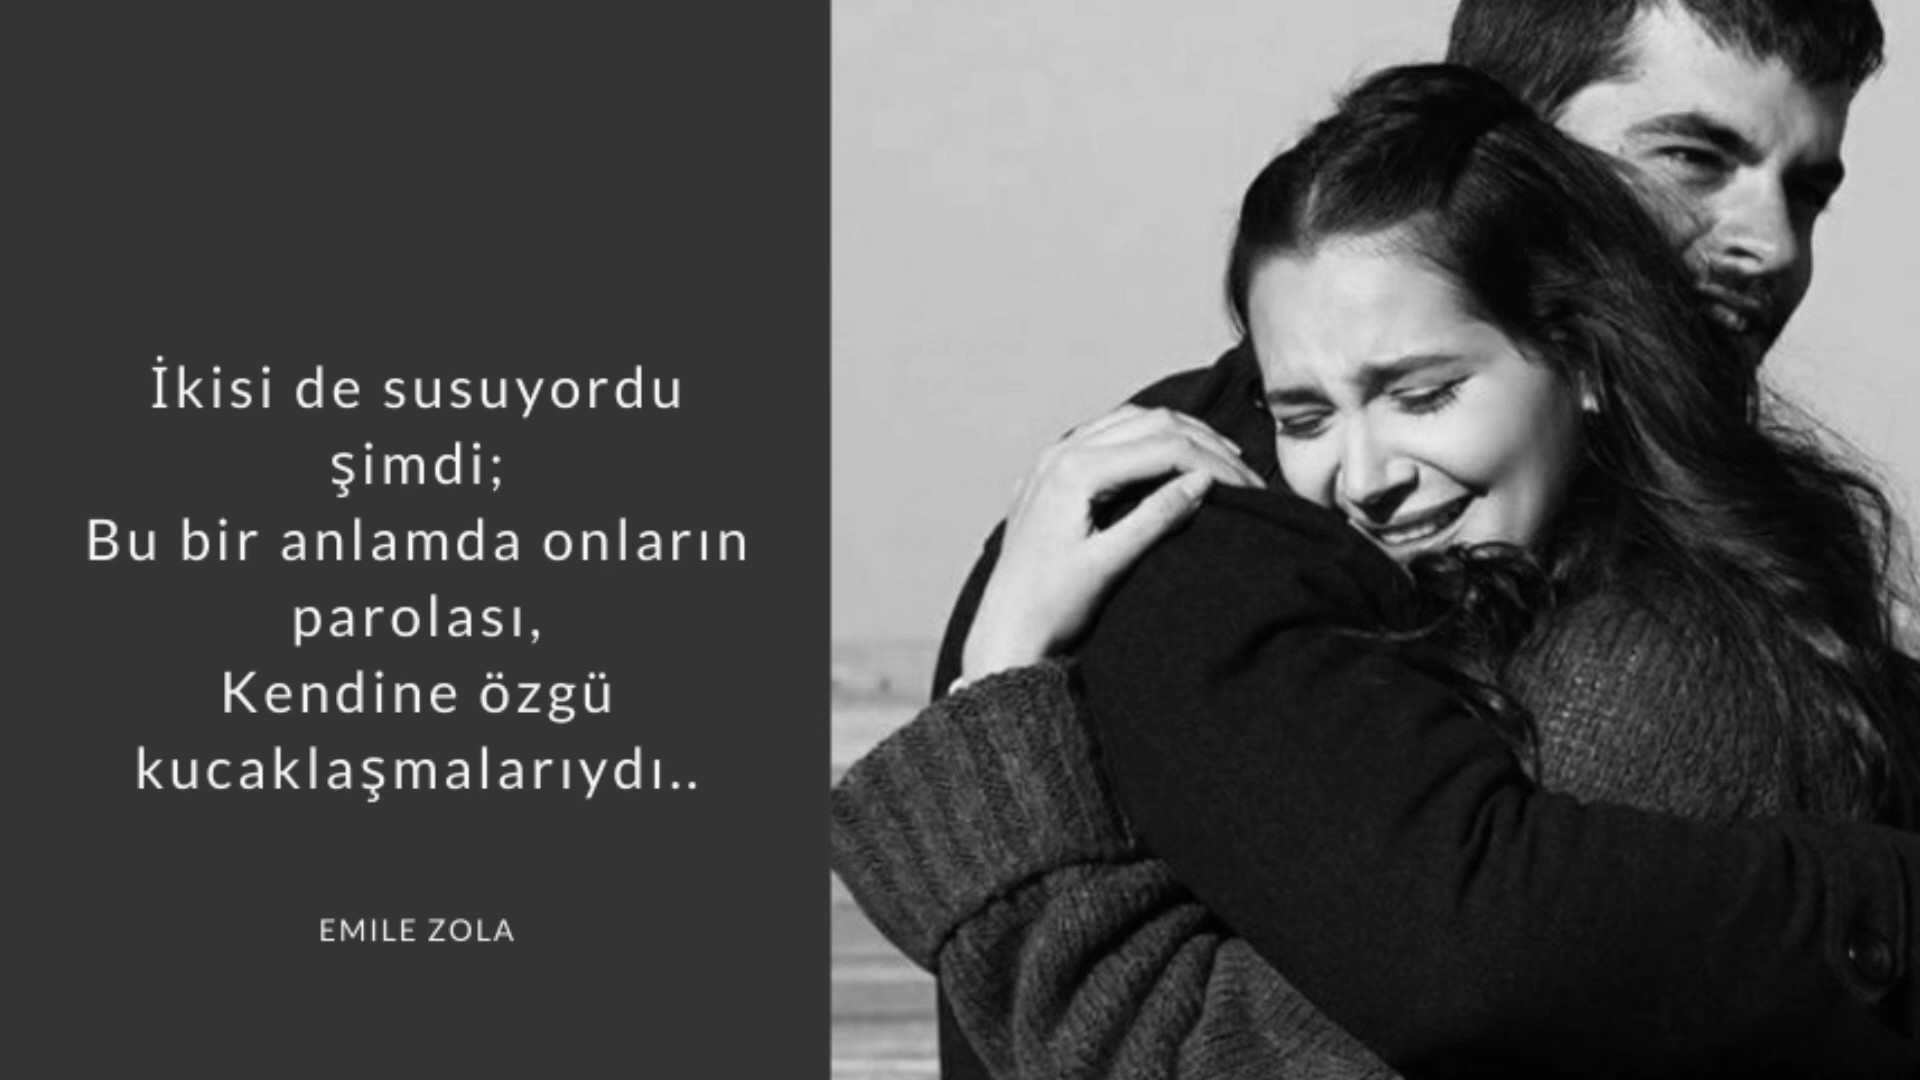 İkisi de susuyordu
şimdi;
Bu bir anlamda onların
parolası,
Kendine özgü
kucaklaşmalarıydı..
EMILE ZOLA